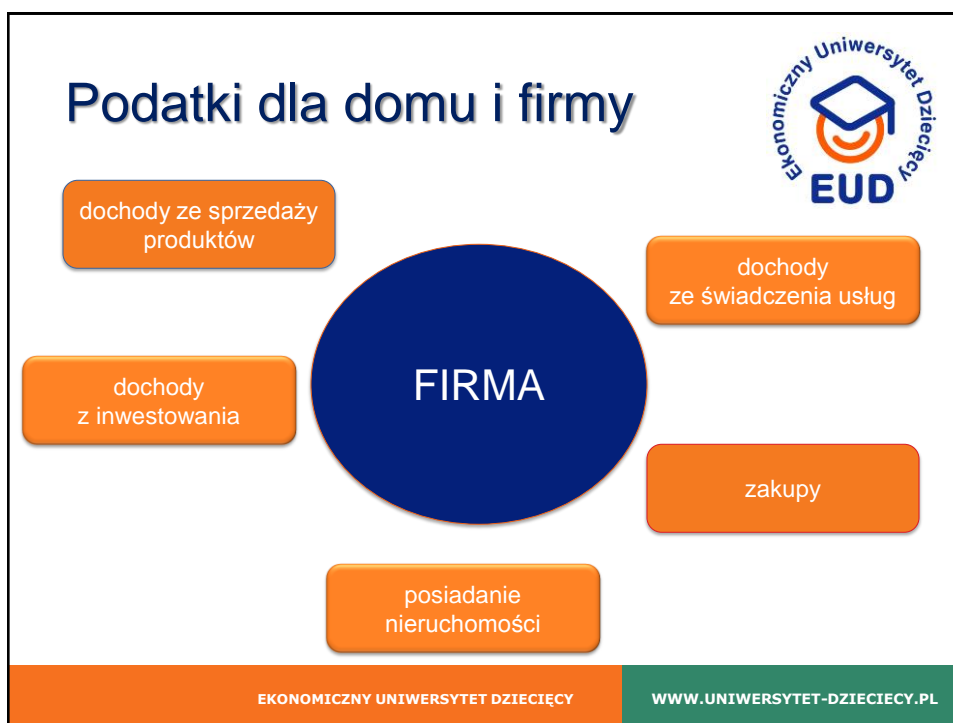 Podatki dla domu i firmy
Ekonomiczny Uniwersytet Dziecięcy
EUD
dochody ze sprzedaży
produktów
dochody
ze świadczenia usług
FIRMA
dochody
z inwestowania
zakupy
posiadanie
nieruchomości
EKONOMICZNY UNIWERSYTET DZIECIĘCY
WWW.UNIWERSYTET-DZIECIECY.PL